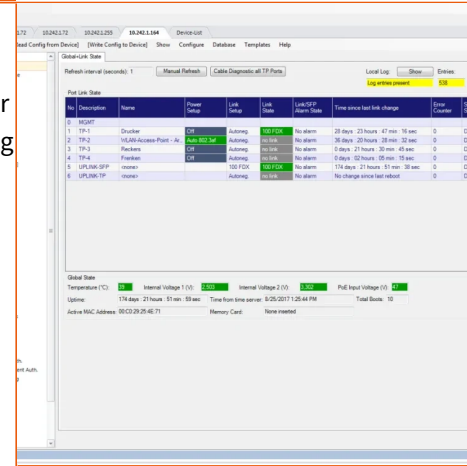 1.72 10.242.1.72 10.242.1.255 10.242.1.164 Device-List
ead Config from Device] [Write Config to Device] Show Configure Database Templates Help
Global+Link State
Refresh interval (seconds): 1 Manual Refresh Cable Diagnostic all TP Ports Local Log: Show Entries:
Log entries present 538
r
g
Port Link State
No Description Name Power Setup Link Setup Link State Link/SFP Alarm State Time since last link change Error Counter
0 MGMT
1 TP-1 Drucker Off Autoneg. 100 FDX No alarm 28 days : 23 hours : 47 min : 16 sec 0
2 TP-2 WLAN-Access-Point - Ar.. Auto 802.3af Autoneg. no link No alarm 36 days : 20 hours : 28 min : 32 sec 0
3 TP-3 Reckers Off Autoneg. no link No alarm 0 days : 21 hours : 30 min : 45 sec 0
4 TP-4 Frenken Off Autoneg. no link No alarm 0 days : 02 hours : 05 min : 15 sec 0
5 UPLINK-SFP <none> 100 FDX 100 FDX No alarm 174 days : 21 hours : 51 min : 38 sec 0
6 UPLINK-TP <none> Autoneg. no link No alarm No change since last reboot 0
Global State
Temperature (°C): 39 Internal Voltage 1 (V): 2,503 Internal Voltage 2 (V): 3,302 PoE Input Voltage (V): 47
Uptime: 174 days : 21 hours : 51 min : 59 sec Time from time server: 9/25/2017 1:25:44 PM Total Boots: 10
Active MAC Address: 00:C0:29:25:4E:71 Memory Card: None inserted
th.
ent Auth.